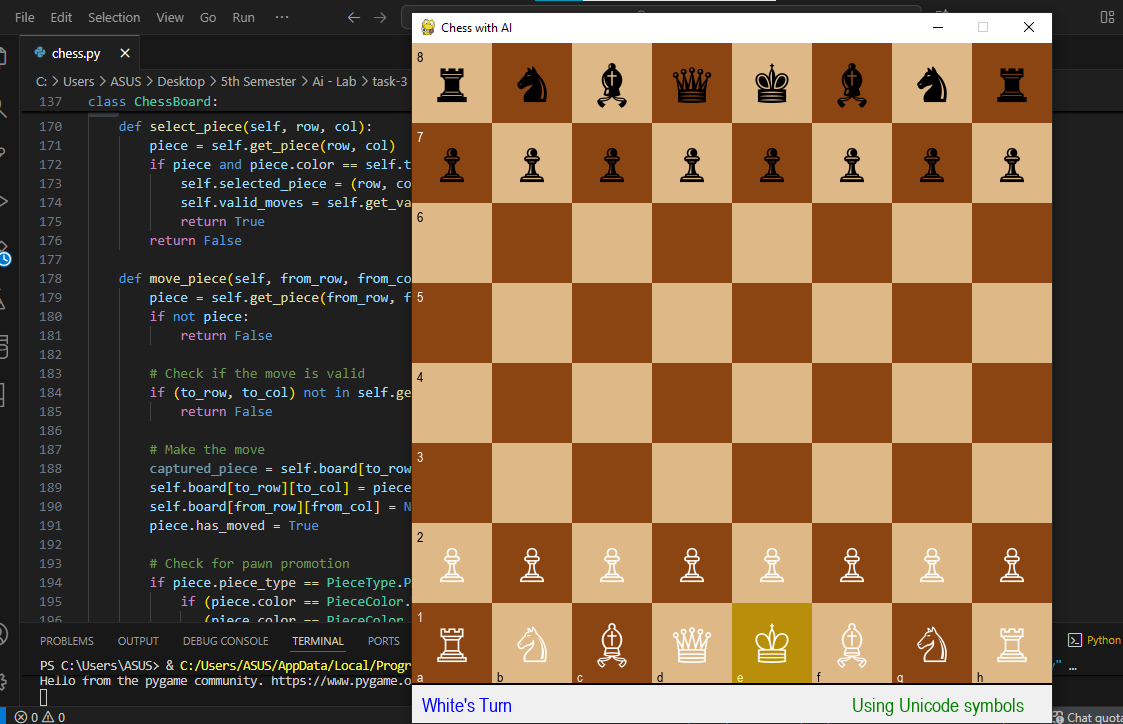 File Edit Selection View Go Run ...
Chess with AI
chess.py
C: > Users > ASUS > Desktop > 5th Semester > Ai - Lab > task-3
137 class ChessBoard:
170 def select_piece(self, row, col):
171 piece = self.get_piece(row, col)
172 if piece and piece.color == self.t
173 self.selected_piece = (row, co
174 self.valid_moves = self.get_va
175 return True
176 return False
177
178 def move_piece(self, from_row, from_co
179 piece = self.get_piece(from_row, f
180 if not piece:
181 return False
182
183 # Check if the move is valid
184 if (to_row, to_col) not in self.ge
185 return False
186
187 # Make the move
188 captured_piece = self.board[to_row
189 self.board[to_row][to_col] = piece
190 self.board[from_row][from_col] = N
191 piece.has_moved = True
192
193 # Check for pawn promotion
194 if piece.piece_type == PieceType.P
195 if (piece.color == PieceColor.
196 (piece.color == PieceColor
PROBLEMS OUTPUT DEBUG CONSOLE TERMINAL PORTS
PS C:\Users\ASUS> & C:/Users/ASUS/AppData/Local/Progr
Hello from the pygame community. https://www.pygame.o
0 0
8
7
6
5
4
3
2
1
a b c d e f g h
White's Turn Using Unicode symbols
Python
...
Chat quota